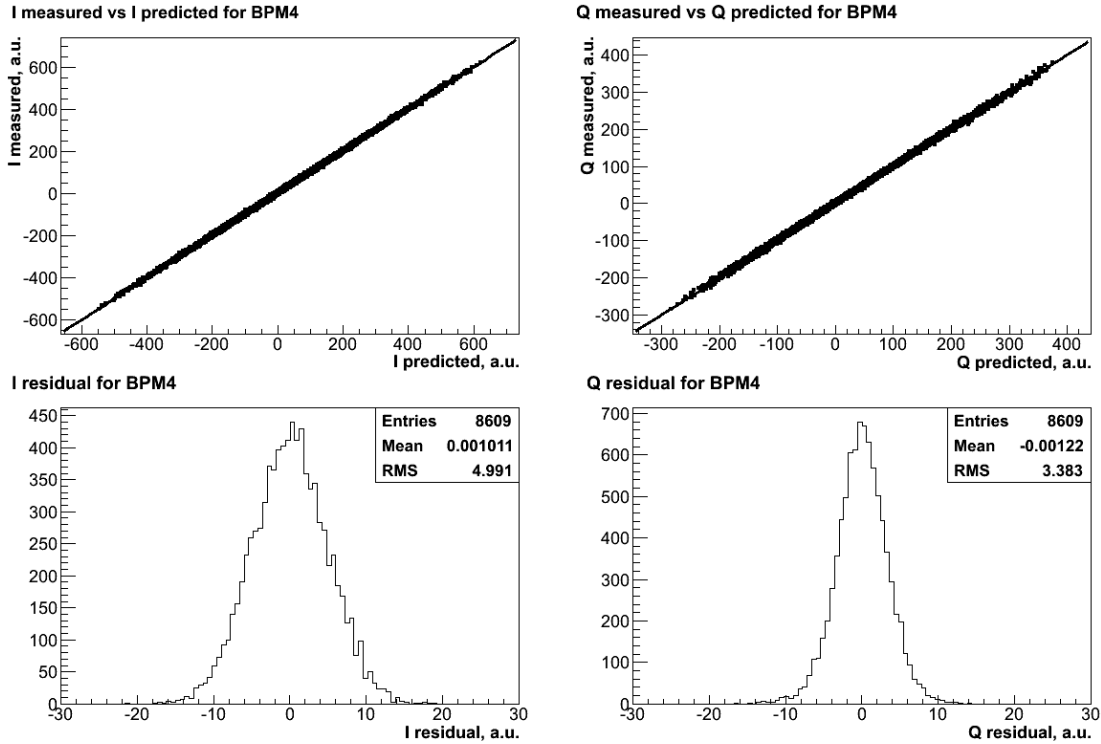 I measured vs I predicted for BPM4
I measured, a.u.
600
400
200
0
-200
-400
-600
-600 -400 -200 0 200 400 600
I predicted, a.u.
Q measured vs Q predicted for BPM4
Q measured, a.u.
400
300
200
100
0
-100
-200
-300
-300 -200 -100 0 100 200 300 400
Q predicted, a.u.
I residual for BPM4
450
400
350
300
250
200
150
100
50
0
-30 -20 -10 0 10 20 30
I residual, a.u.
Entries 8609
Mean 0.001011
RMS 4.991
Q residual for BPM4
700
600
500
400
300
200
100
0
-30 -20 -10 0 10 20 30
Q residual, a.u.
Entries 8609
Mean -0.00122
RMS 3.383